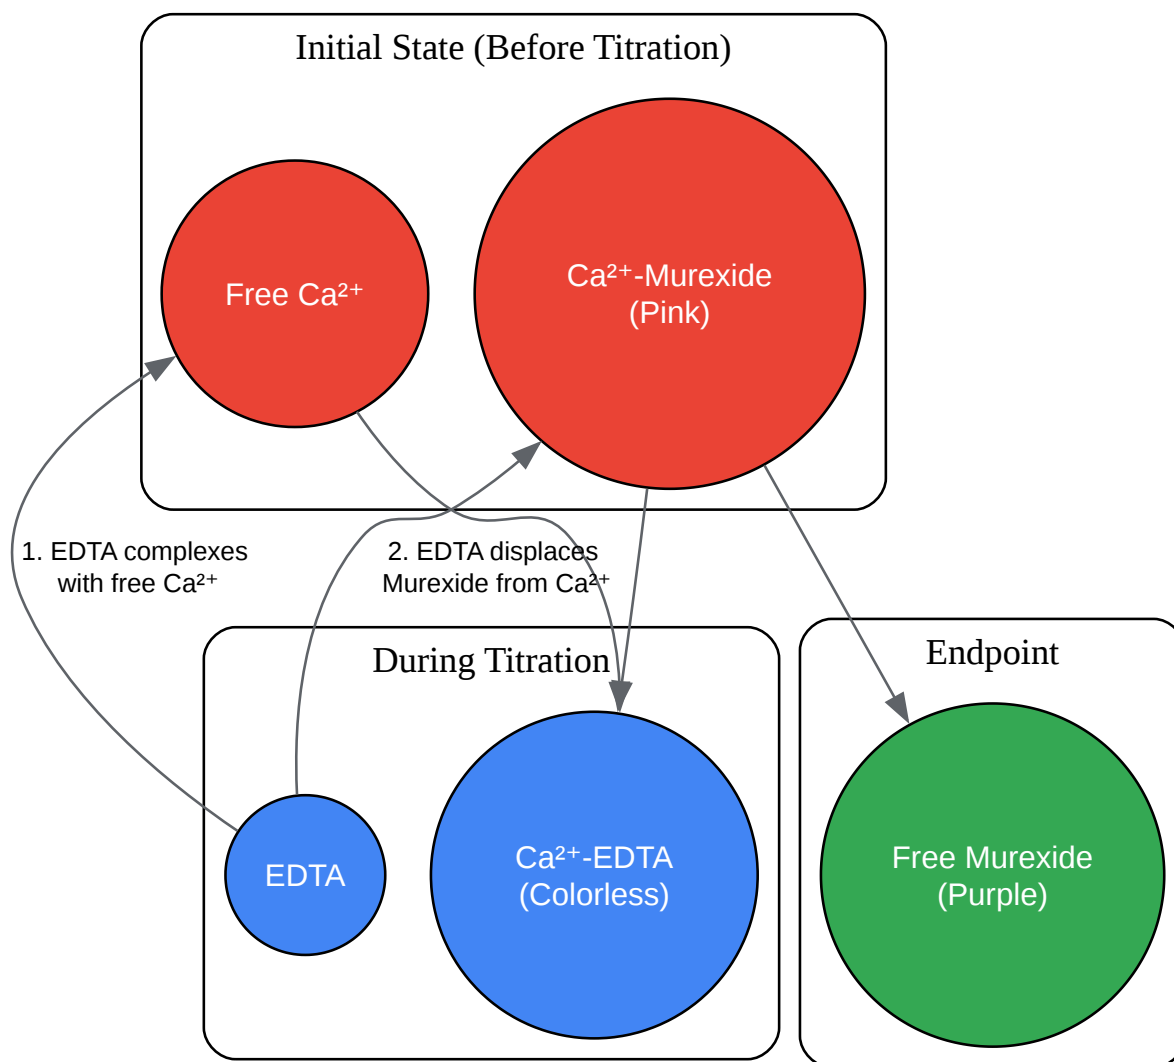 Initial State (Before Titration)
Free Ca²⁺
Ca²⁺-Murexide
(Pink)
1. EDTA complexes
with free Ca²⁺
2. EDTA displaces
Murexide from Ca²⁺
During Titration
EDTA
Ca²⁺-EDTA
(Colorless)
Endpoint
Free Murexide
(Purple)